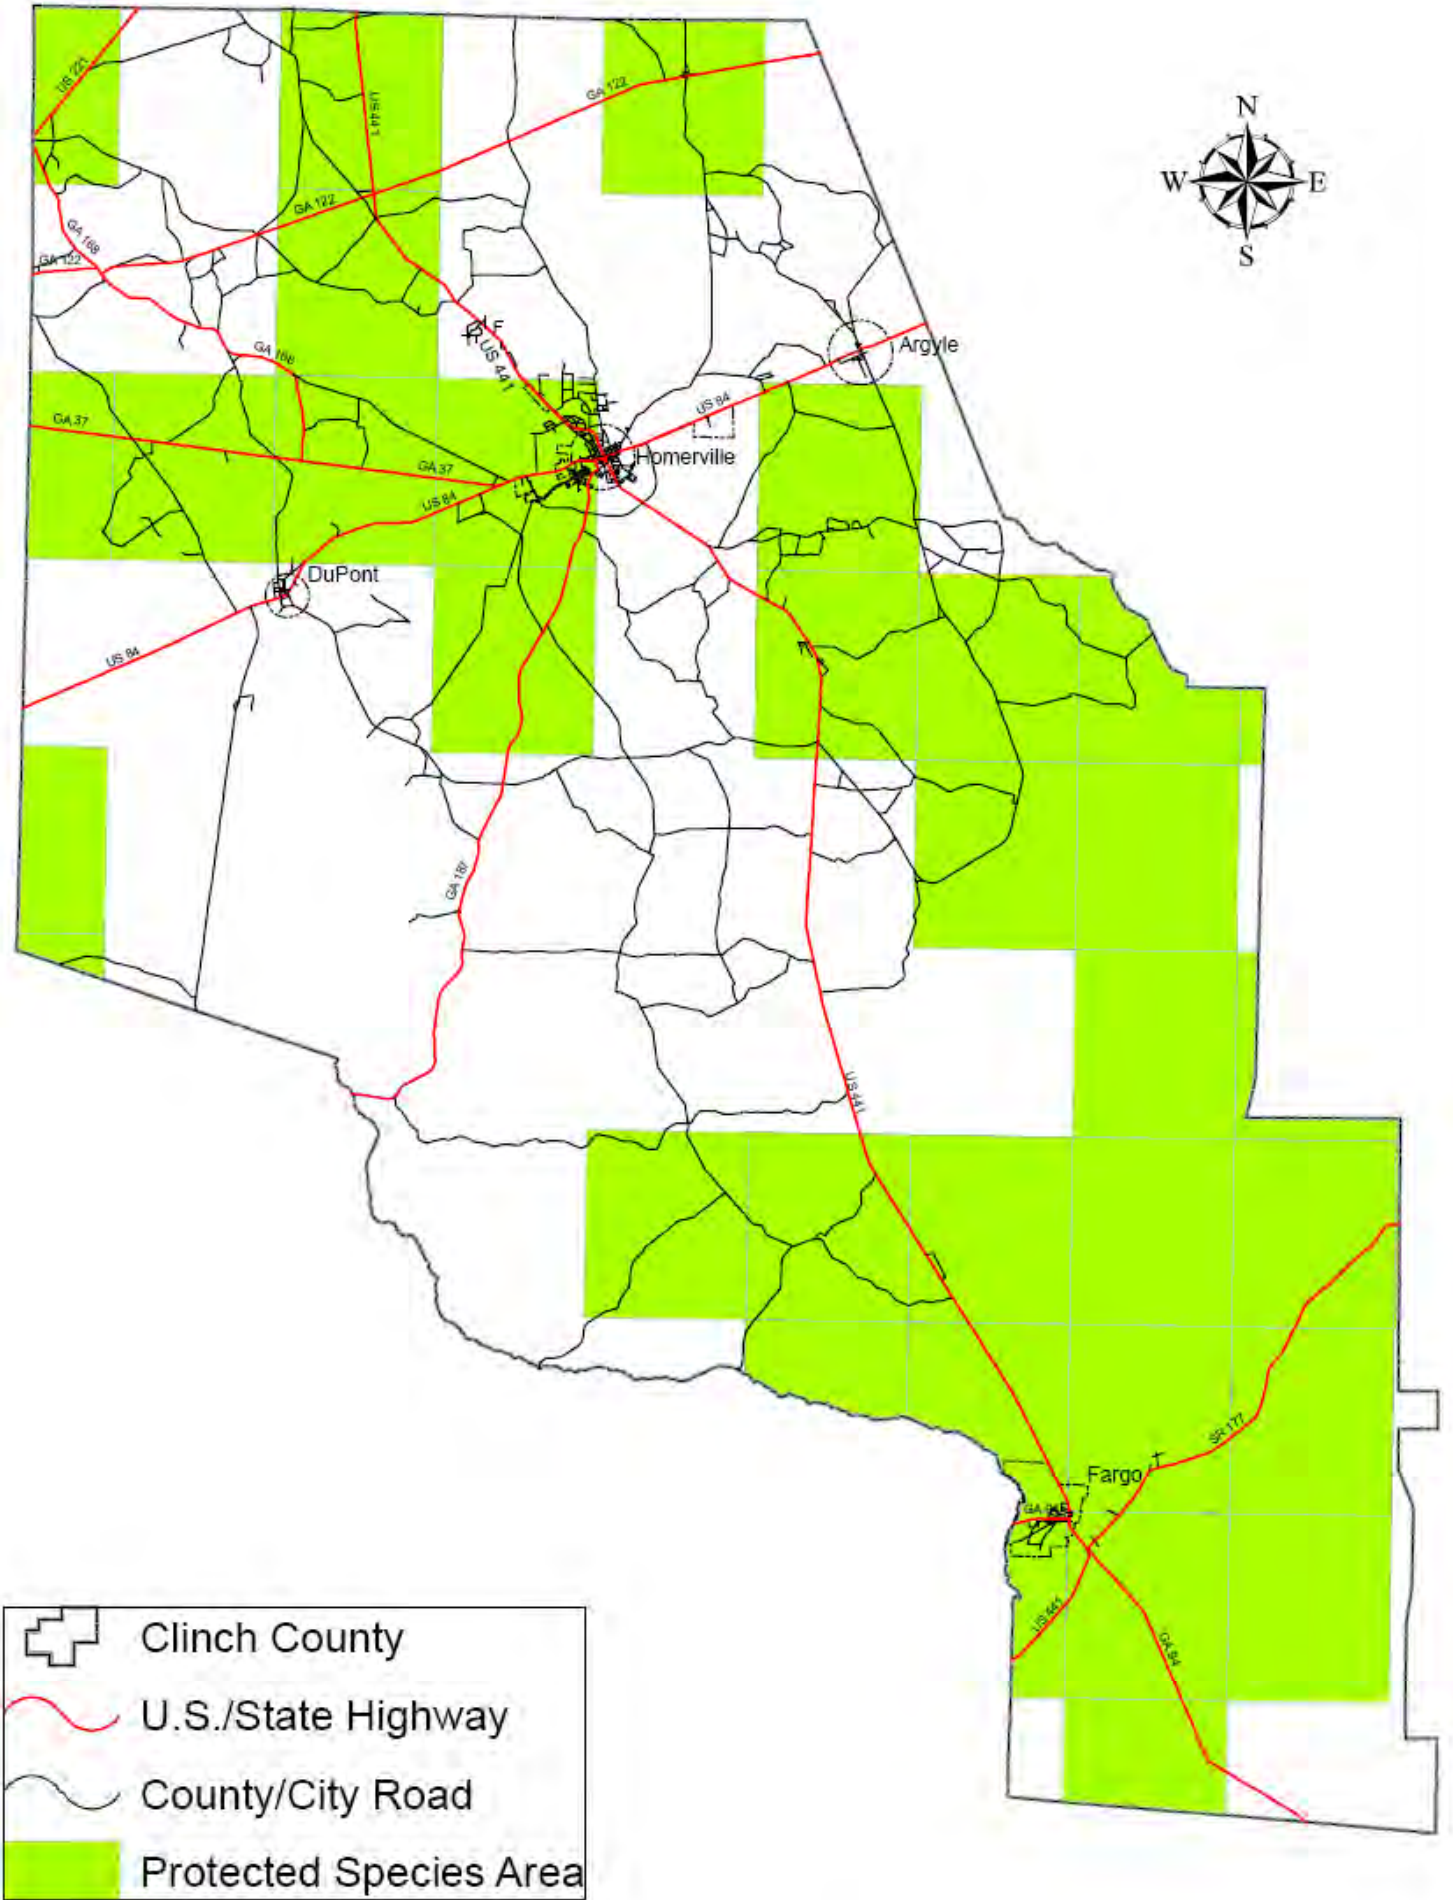 US 221
US 441
GA 122
N
W
E
S
GA 122
GA 168
GA 122
US 441
Argyle
GA 168
US 84
GA 37
Homerville
GA 37
US 84
DuPont
US 84
GA 187
US 441
SR 177
Fargo
US 441
GA 94
Clinch County
U.S./State Highway
County/City Road
Protected Species Area